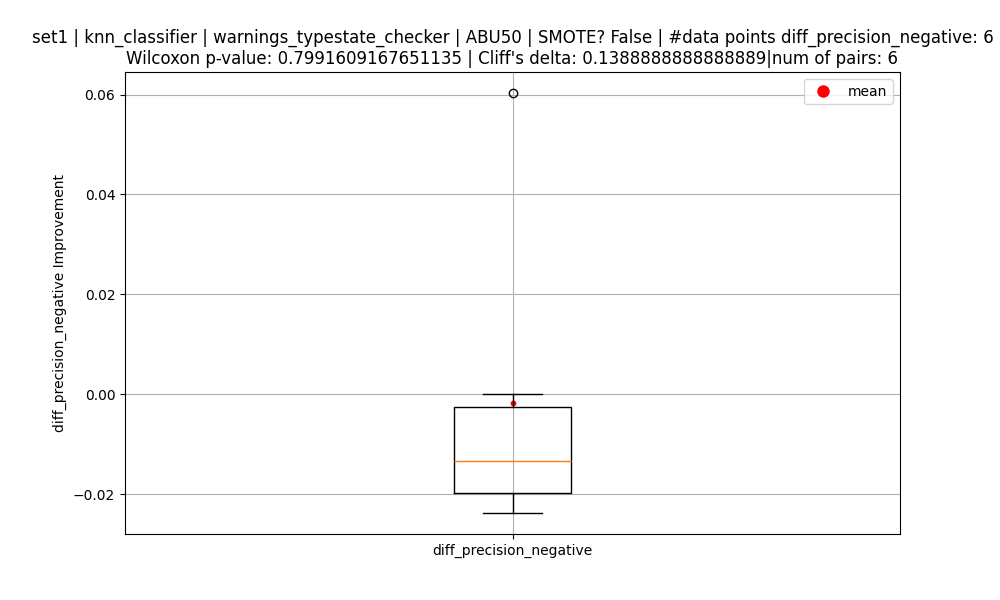 set1 | knn_classifier | warnings_typestate_checker | ABU50 | SMOTE? False | #data points diff_precision_negative: 6
Wilcoxon p-value: 0.7991609167651135 | Cliff's delta: 0.1388888888888889|num of pairs: 6
mean
0.06
0.04
0.02
0.00
−0.02
diff_precision_negative Improvement
diff_precision_negative